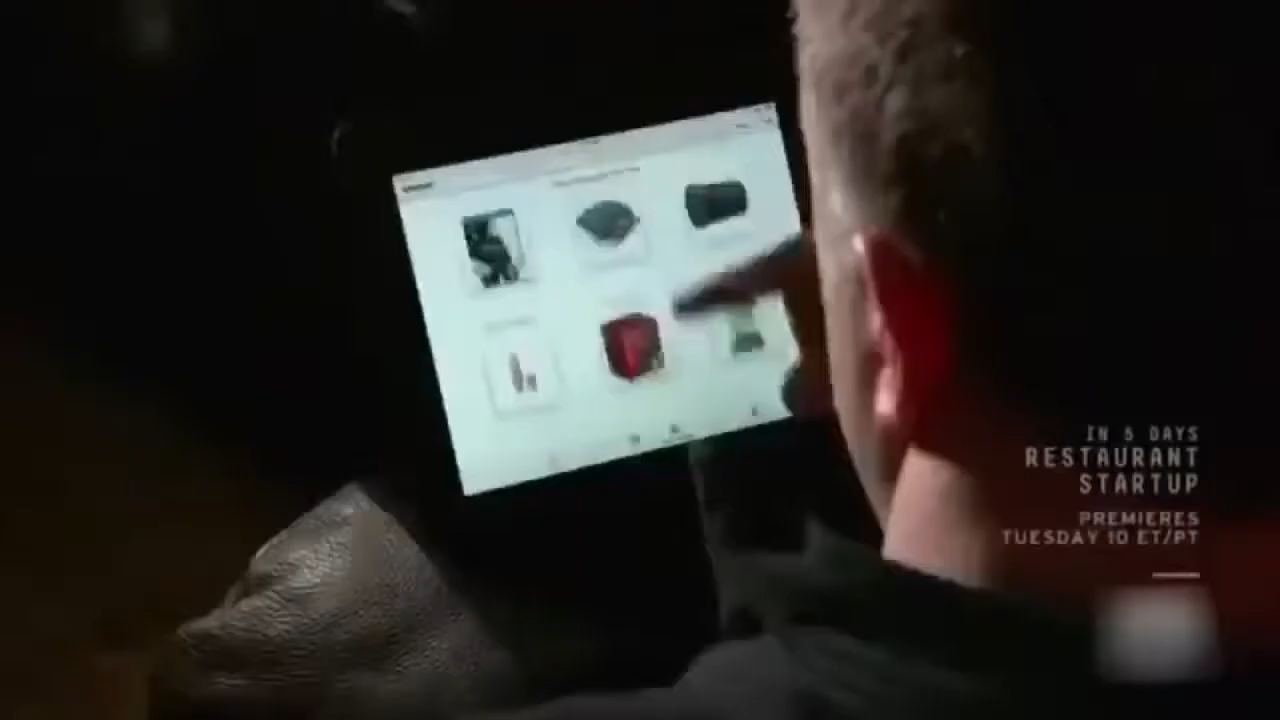 IN 5 DAYS
RESTAURANT
STARTUP
PREMIERES
TUESDAY 10 ET/PT